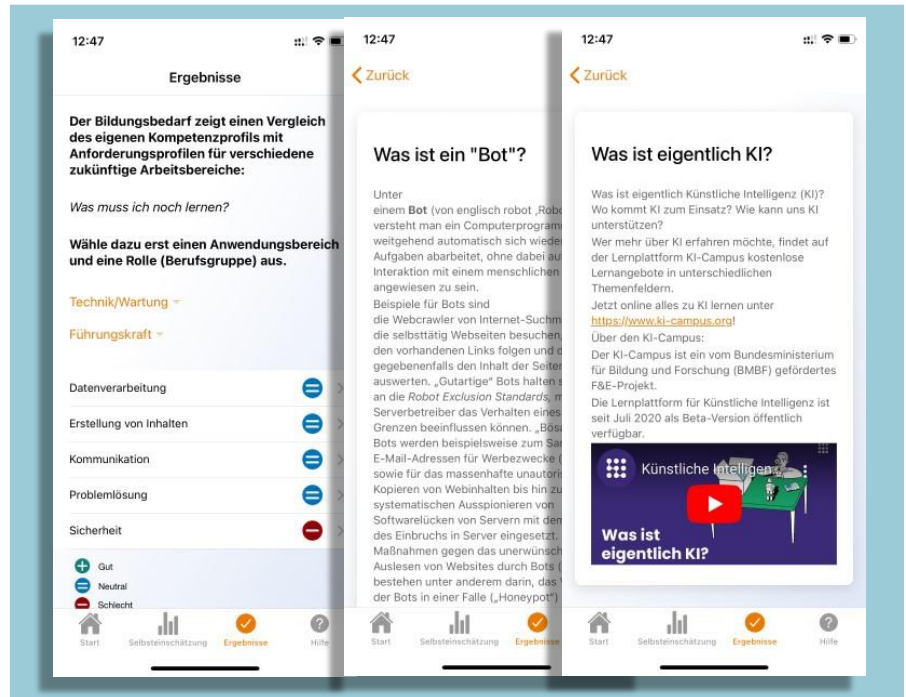 12:47
Ergebnisse
Der Bildungsbedarf zeigt einen Vergleich
des eigenen Kompetenzprofils mit
Anforderungsprofilen für verschiedene
zukünftige Arbeitsbereiche:
Was muss ich noch lernen?
Wähle dazu erst einen Anwendungsbereich
und eine Rolle (Berufsgruppe) aus.
Technik/Wartung
Führungskraft
Datenverarbeitung
Erstellung von Inhalten
Kommunikation
Problemlösung
Sicherheit
Gut
Neutral
Schlecht
Start
Selbsteinschätzung
Ergebnisse
Hilfe
12:47
Zurück
Was ist ein "Bot"?
Unter
einem Bot (von englisch robot ‚Robo
versteht man ein Computerprogram
weitgehend automatisch sich wiede
Aufgaben abarbeitet, ohne dabei au
Interaktion mit einem menschlichen
angewiesen zu sein.
Beispiele für Bots sind
die Webcrawler von Internet-Suchm
die selbsttätig Webseiten besuchen,
den vorhandenen Links folgen und d
gegebenenfalls den Inhalt der Seiten
auswerten. „Gutartige“ Bots halten s
an die Robot Exclusion Standards, m
Serverbetreiber das Verhalten eines
Grenzen beeinflussen können. „Bösa
Bots werden beispielsweise zum Sam
E-Mail-Adressen für Werbezwecke (
sowie für das massenhafte unautoris
Kopieren von Webinhalten bis hin zu
systematischen Ausspionieren von
Softwarelücken von Servern mit dem
des Einbruchs in Server eingesetzt.
Maßnahmen gegen das unerwünsch
Auslesen von Websites durch Bots (
bestehen unter anderem darin, das
der Bots in einer Falle („Honeypot“)
Start
Selbsteinschätzung
Ergebnisse
12:47
Zurück
Was ist eigentlich KI?
Was ist eigentlich Künstliche Intelligenz (KI)?
Wo kommt KI zum Einsatz? Wie kann uns KI
unterstützen?
Wer mehr über KI erfahren möchte, findet auf
der Lernplattform KI-Campus kostenlose
Lernangebote in unterschiedlichen
Themenfeldern.
Jetzt online alles zu KI lernen unter
https://www.ki-campus.org!
Über den KI-Campus:
Der KI-Campus ist ein vom Bundesministerium
für Bildung und Forschung (BMBF) gefördertes
F&E-Projekt.
Die Lernplattform für Künstliche Intelligenz ist
seit Juli 2020 als Beta-Version öffentlich
verfügbar.
Künstliche Intelligen...
Was ist
eigentlich KI?
Start
Selbsteinschätzung
Ergebnisse
Hilfe